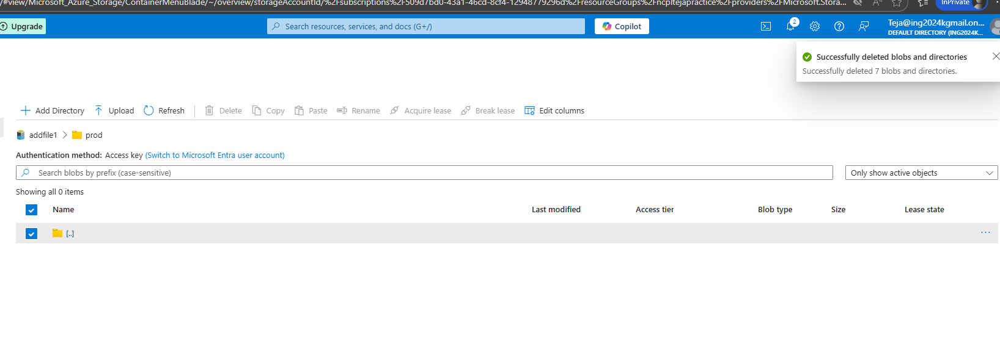 /#view/Microsoft_Azure_Storage/ContainerMenuBlade/~/overview/storageAccountId/%2Fsubscriptions%2F509d7bd0-43a1-46cd-8cf4-12948779296d%2FresourceGroups%2Fncpltejapractice%2Fproviders%2FMicrosoft.Stora... InPrivate
Upgrade
Search resources, services, and docs (G+/)
Copilot
2
Teja@ing2024kgmail.on...
DEFAULT DIRECTORY (ING2024K...
Successfully deleted blobs and directories
Successfully deleted 7 blobs and directories.
Add Directory Upload Refresh Delete Copy Paste Rename Acquire lease Break lease Edit columns
addfile1 > prod
Authentication method: Access key (Switch to Microsoft Entra user account)
Search blobs by prefix (case-sensitive) Only show active objects
Showing all 0 items
Name Last modified Access tier Blob type Size Lease state
[..] ...